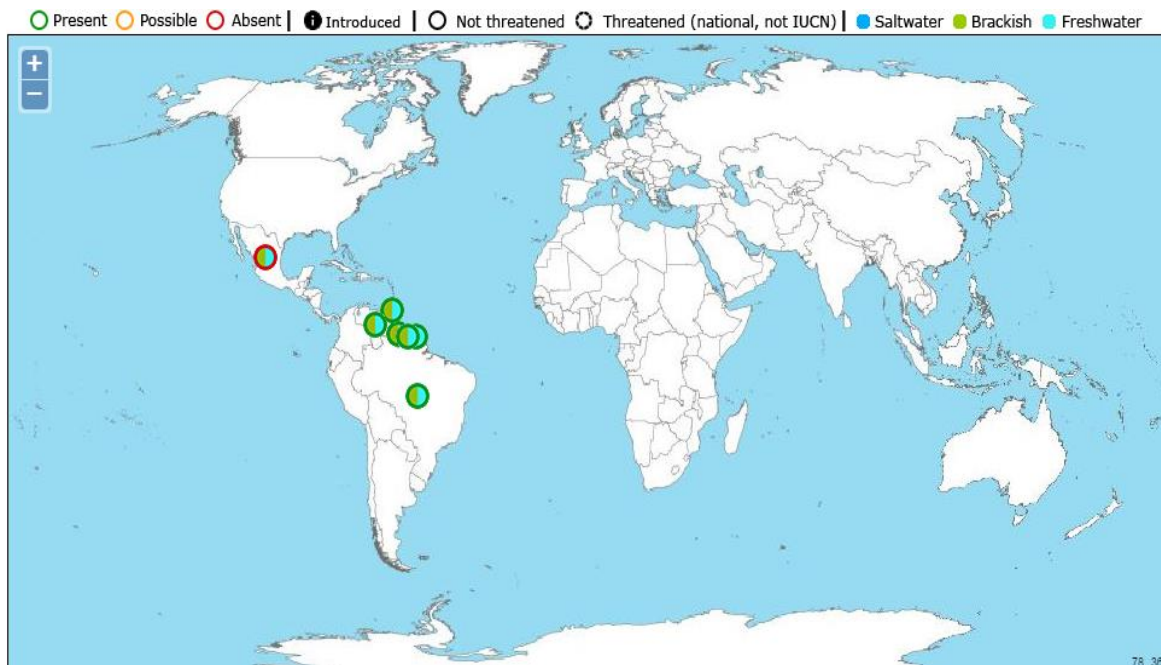 Present Possible Absent | i Introduced | Not threatened Threatened (national, not IUCN) | Saltwater Brackish Freshwater
+
−